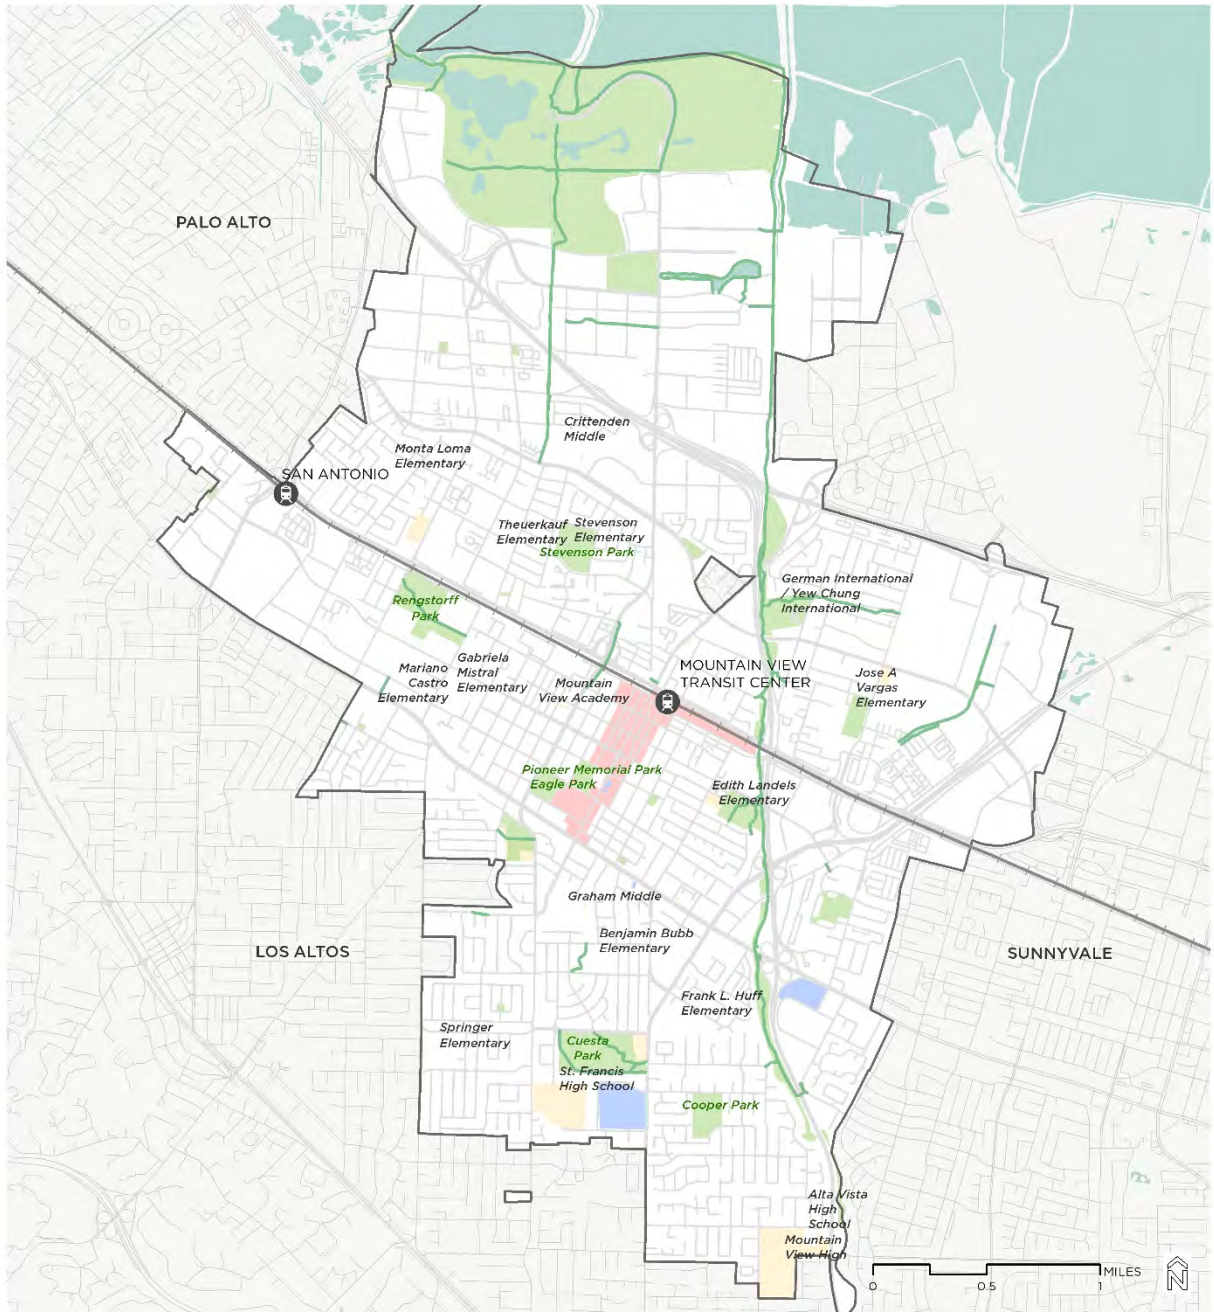 PALO ALTO
Crittenden
Middle
Monta Loma
Elementary
SAN ANTONIO
Theuerkauf
Elementary
Stevenson
Elementary
Stevenson Park
German International
/ Yew Chung
International
Rengstorff
Park
Mariano
Castro
Elementary
Gabriela
Mistral
Elementary
Mountain
View Academy
MOUNTAIN VIEW
TRANSIT CENTER
Jose A
Vargas
Elementary
Pioneer Memorial Park
Eagle Park
Edith Landels
Elementary
Graham Middle
Benjamin Bubb
Elementary
LOS ALTOS
SUNNYVALE
Frank L. Huff
Elementary
Springer
Elementary
Cuesta
Park
St. Francis
High School
Cooper Park
Alta Vista
High
School
Mountain
View High
MILES
0
0.5
1
N